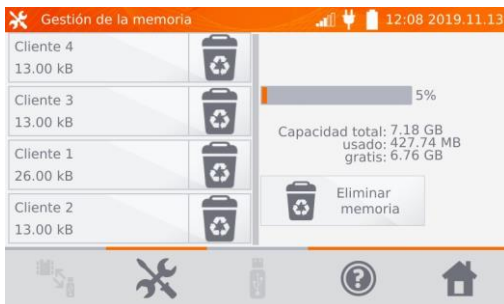 Gestión de la memoria
12:08 2019.11.13
Cliente 4
13.00 kB
Cliente 3
13.00 kB
Cliente 1
26.00 kB
Cliente 2
13.00 kB
5%
Capacidad total: 7.18 GB
usado: 427.74 MB
gratis: 6.76 GB
Eliminar
memoria
?